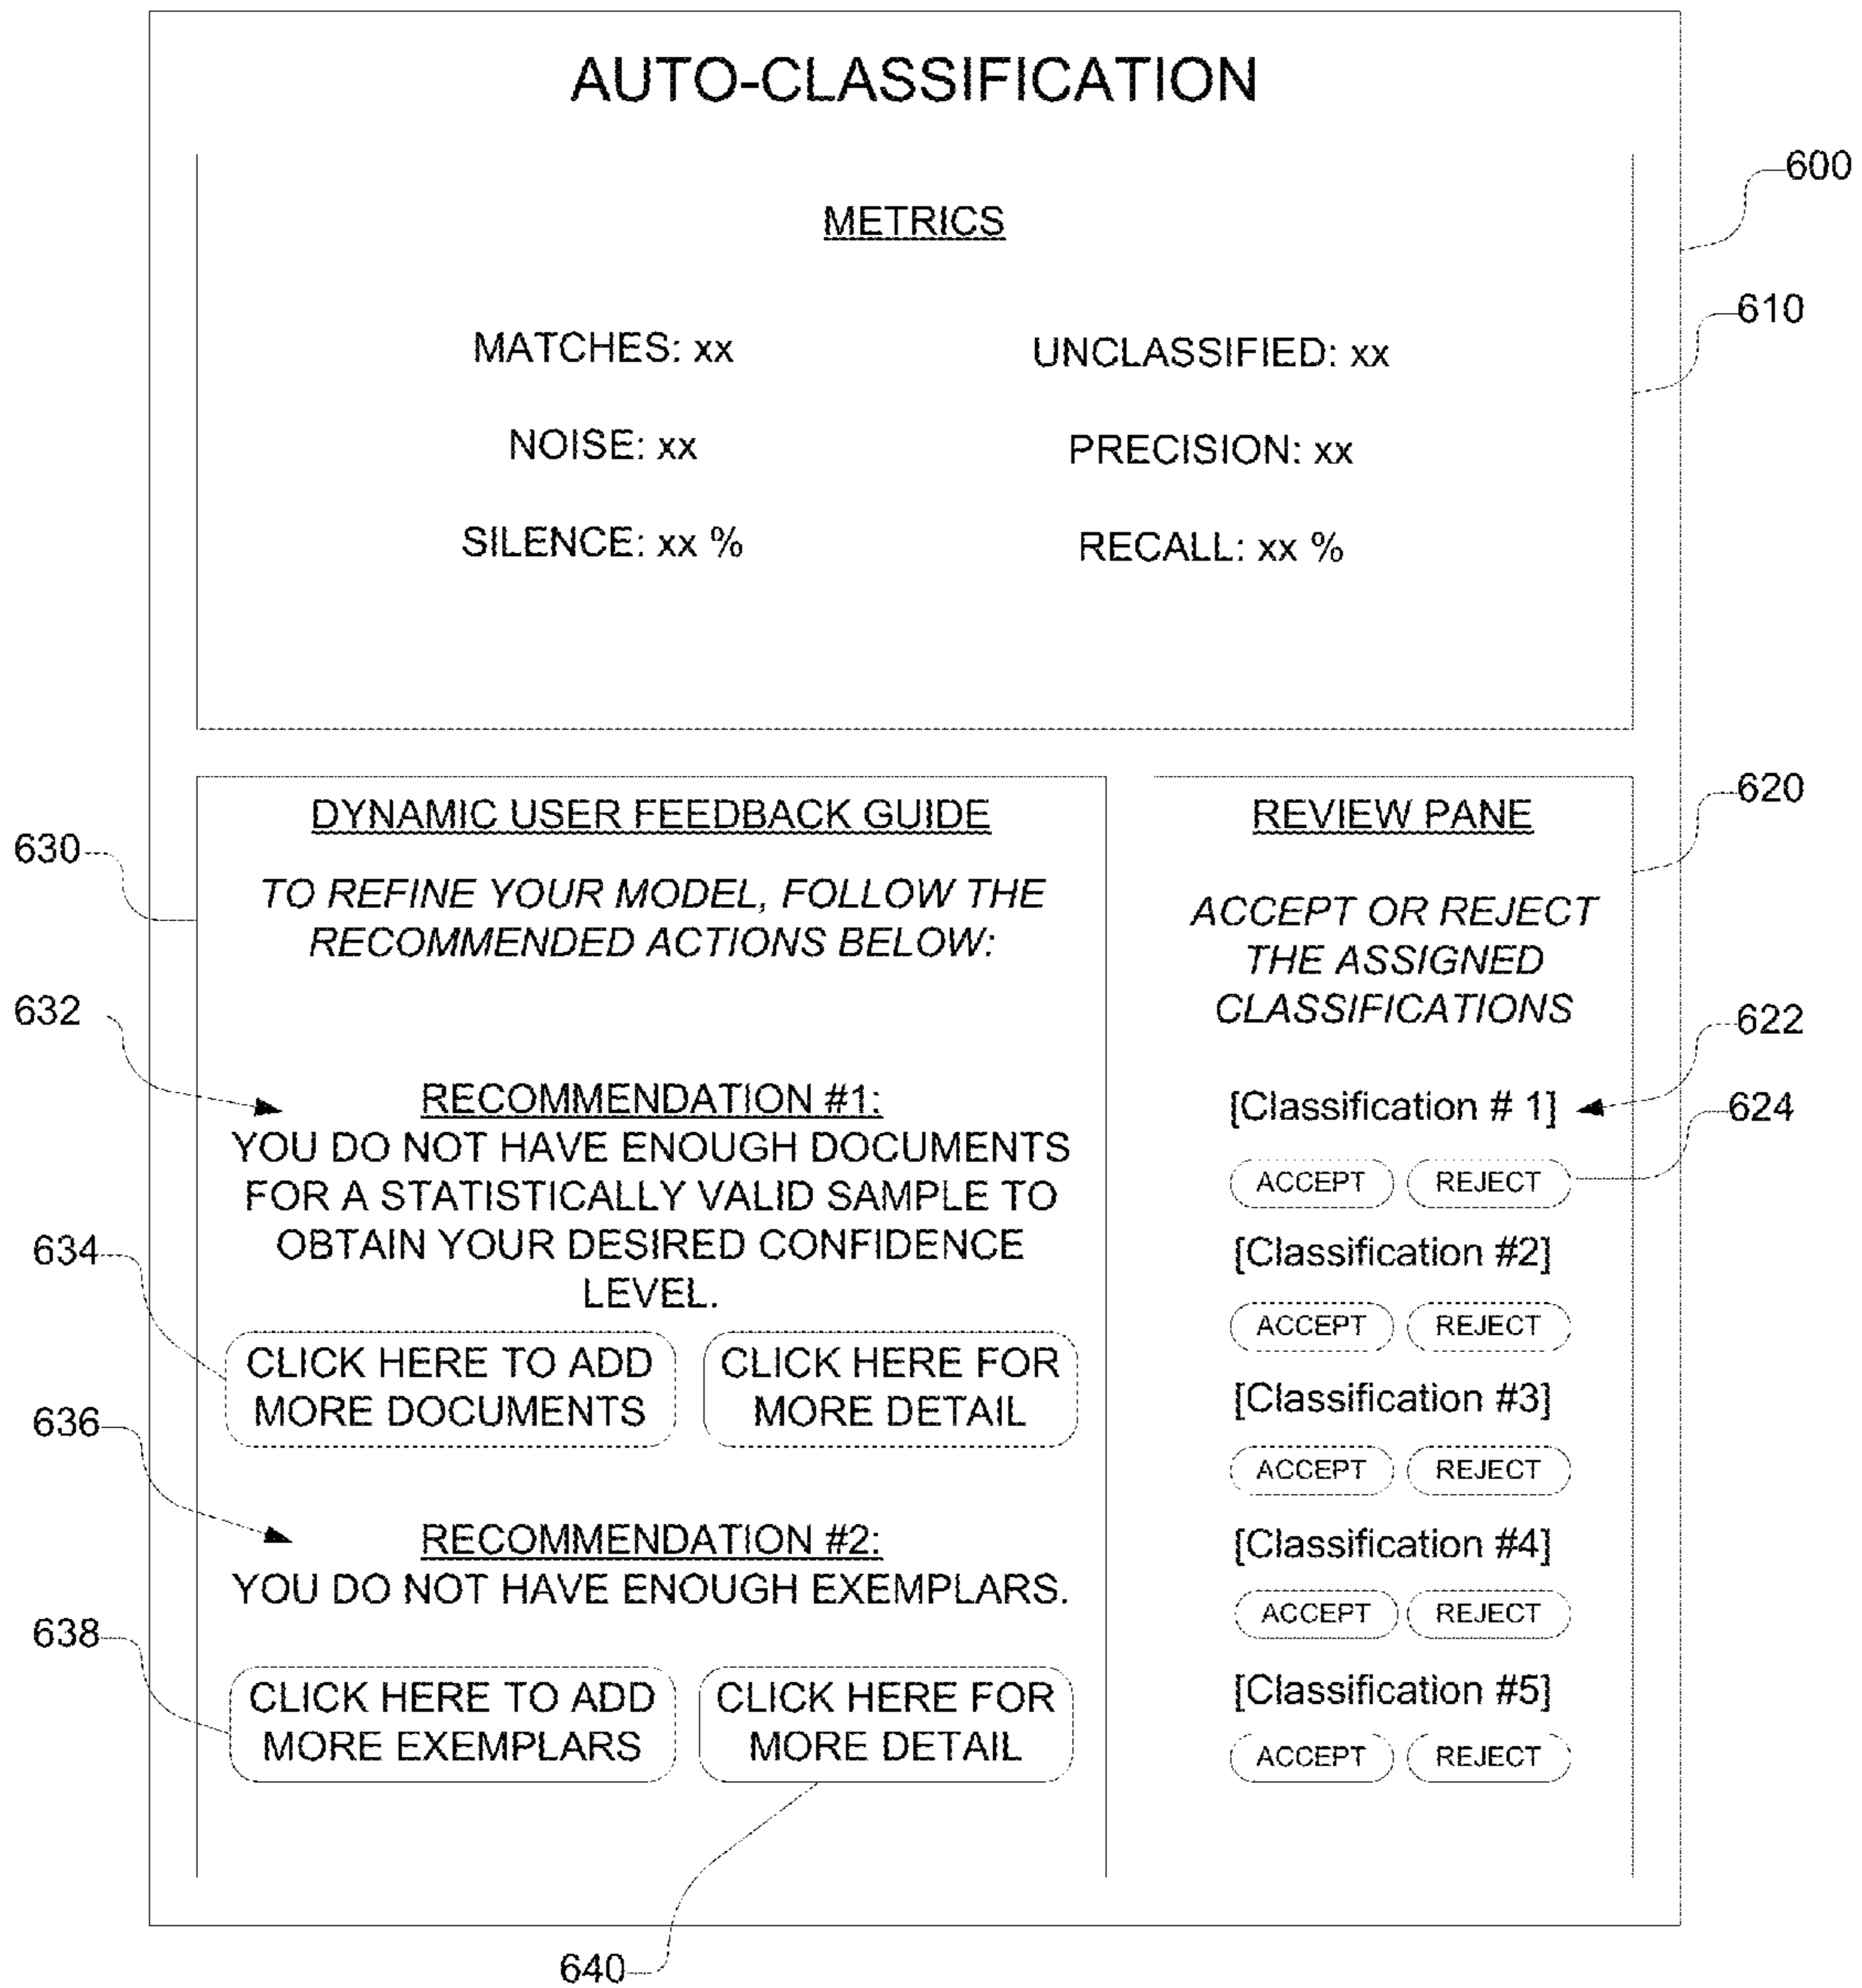 AUTO-CLASSIFICATION
600
METRICS
610
MATCHES: xx
UNCLASSIFIED: xx
NOISE: xx
PRECISION: xx
SILENCE: xx %
RECALL: xx %
630
DYNAMIC USER FEEDBACK GUIDE
TO REFINE YOUR MODEL, FOLLOW THE
RECOMMENDED ACTIONS BELOW:
632
RECOMMENDATION #1:
YOU DO NOT HAVE ENOUGH DOCUMENTS
FOR A STATISTICALLY VALID SAMPLE TO
OBTAIN YOUR DESIRED CONFIDENCE
LEVEL.
634
CLICK HERE TO ADD
MORE DOCUMENTS
CLICK HERE FOR
MORE DETAIL
636
RECOMMENDATION #2:
YOU DO NOT HAVE ENOUGH EXEMPLARS.
638
CLICK HERE TO ADD
MORE EXEMPLARS
CLICK HERE FOR
MORE DETAIL
640
620
REVIEW PANE
ACCEPT OR REJECT
THE ASSIGNED
CLASSIFICATIONS
622
[Classification # 1]
624
ACCEPT REJECT
[Classification #2]
ACCEPT REJECT
[Classification #3]
ACCEPT REJECT
[Classification #4]
ACCEPT REJECT
[Classification #5]
ACCEPT REJECT